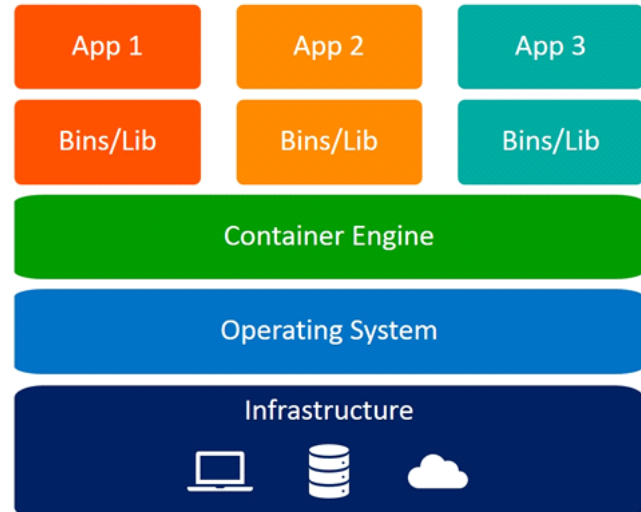 App 1
App 2
App 3
Bins/Lib
Bins/Lib
Bins/Lib
Container Engine
Operating System
Infrastructure